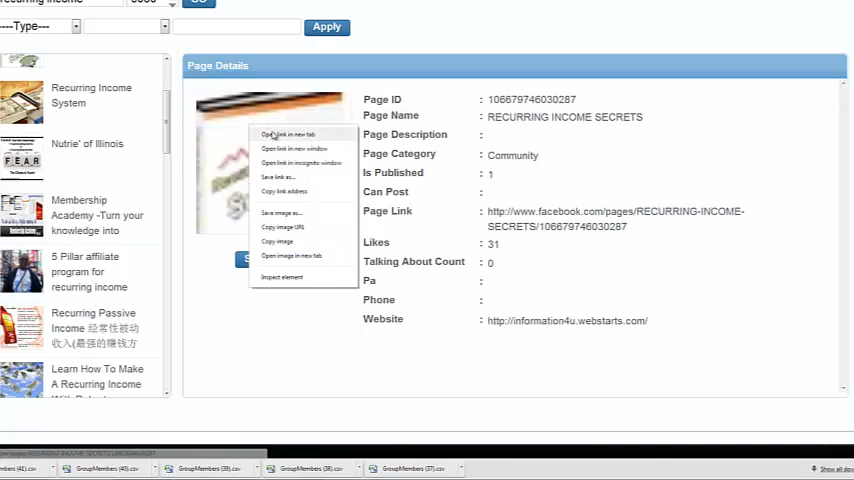 GO
----Type---
Apply
Page Details
Recurring Income
System
Nutrie' of Illinois
FEAR
Membership
Academy -Turn your
knowledge into
5 Pillar affiliate
program for
recurring income
Recurring Passive
Income 经常性被动
收入(最强的赚钱方
Learn How To Make
A Recurring Income
Open link in new tab
Open link in new window
Open link in incognito window
Save link as...
Copy link address
Save image as...
Copy image URL
Copy image
Open image in new tab
Inspect element
Page ID : 106679746030287
Page Name : RECURRING INCOME SECRETS
Page Description :
Page Category : Community
Is Published : 1
Can Post :
Page Link : http://www.facebook.com/pages/RECURRING-INCOME-
SECRETS/106679746030287
Likes : 31
Talking About Count : 0
Pa :
Phone :
Website : http://information4u.webstarts.com/
mbers (41).csv
GroupMembers (40).csv
GroupMembers (39).csv
GroupMembers (38).csv
GroupMembers (37).csv
Show all dow